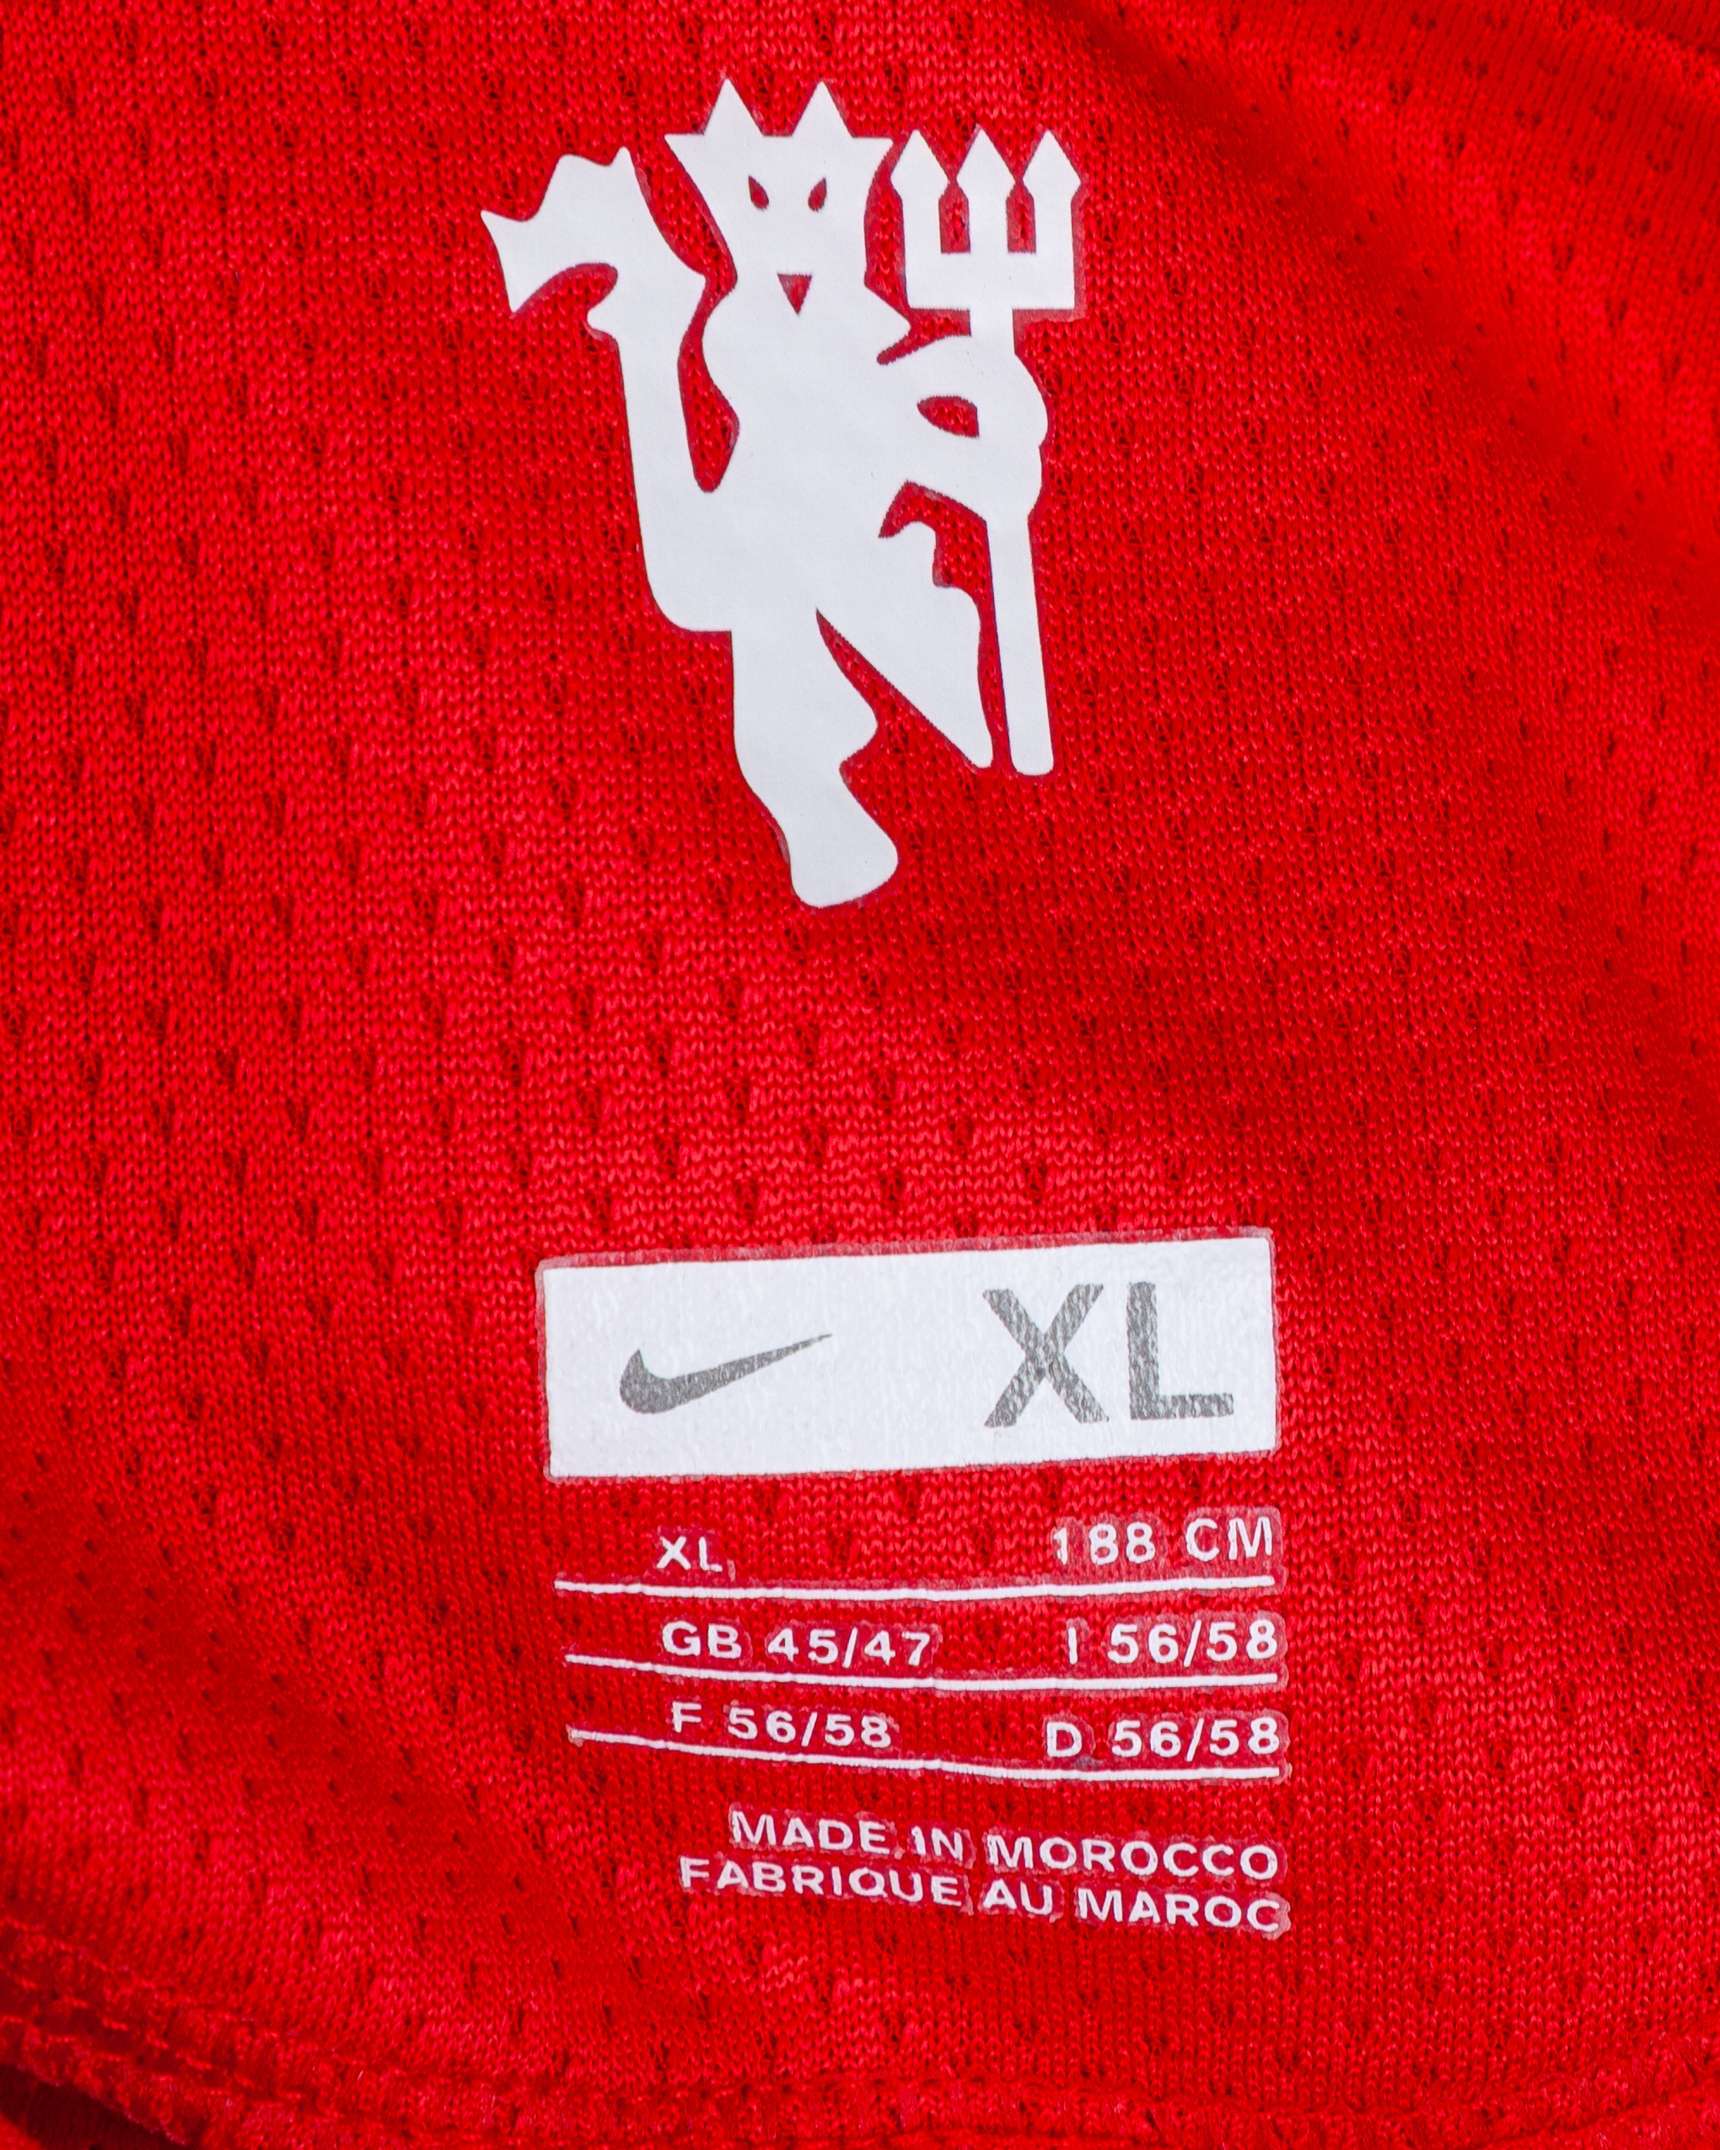 XL
XL 188 CM
GB 45/47 I 56/58
F 56/58 D 56/58
MADE IN MOROCCO
FABRIQUE AU MAROC